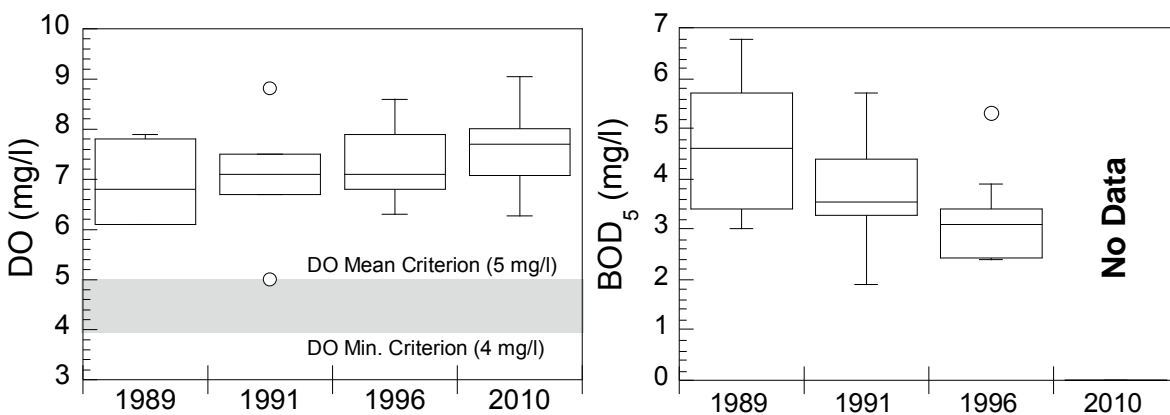 DO (mg/l)
10
9
8
7
6
5
4
3
DO Mean Criterion (5 mg/l)
DO Min. Criterion (4 mg/l)
1989 1991 1996 2010
BOD5 (mg/l)
7
6
5
4
3
2
1
0
No Data
1989 1991 1996 2010